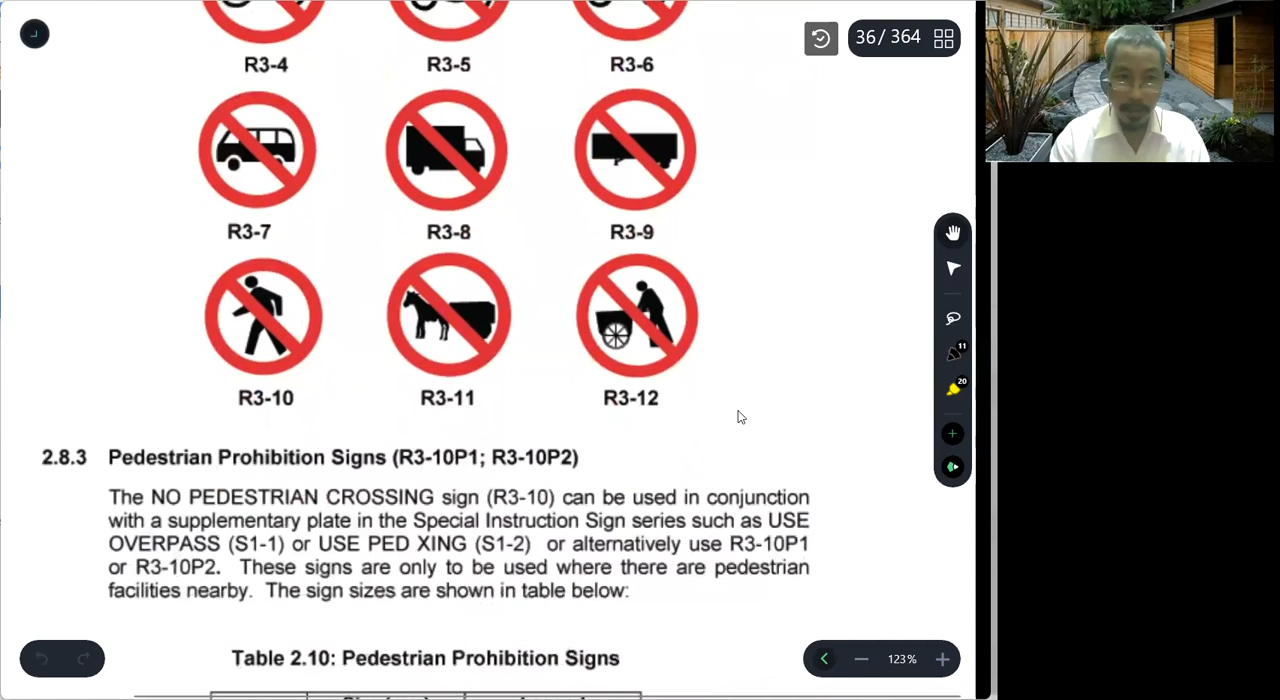 36/ 364
R3-4 R3-5 R3-6
R3-7 R3-8 R3-9
R3-10 R3-11 R3-12
11
20
2.8.3 Pedestrian Prohibition Signs (R3-10P1; R3-10P2)
The NO PEDESTRIAN CROSSING sign (R3-10) can be used in conjunction
with a supplementary plate in the Special Instruction Sign series such as USE
OVERPASS (S1-1) or USE PED XING (S1-2) or alternatively use R3-10P1
or R3-10P2. These signs are only to be used where there are pedestrian
facilities nearby. The sign sizes are shown in table below:
Table 2.10: Pedestrian Prohibition Signs
123%